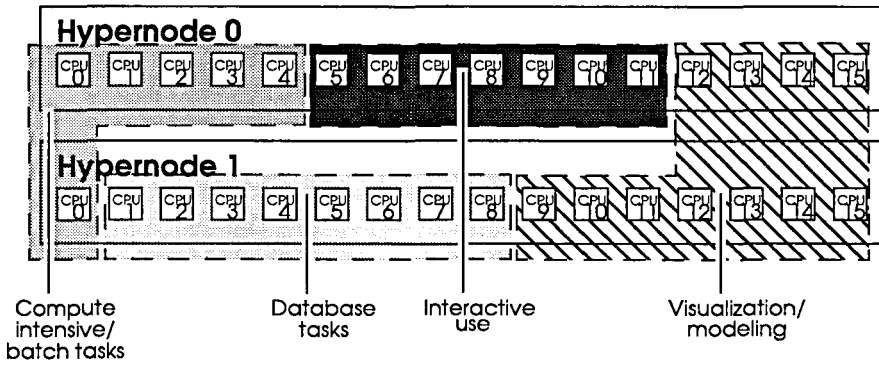 Hypernode 0
CPU 0 CPU 1 CPU 2 CPU 3 CPU 4 CPU 5 CPU 6 CPU 7 CPU 8 CPU 9 CPU 10 CPU 11 CPU 12 CPU 13 CPU 14 CPU 15
Hypernode 1
CPU 0 CPU 1 CPU 2 CPU 3 CPU 4 CPU 5 CPU 6 CPU 7 CPU 8 CPU 9 CPU 10 CPU 11 CPU 12 CPU 13 CPU 14 CPU 15
Compute
intensive/
batch tasks
Database
tasks
Interactive
use
Visualization/
modeling